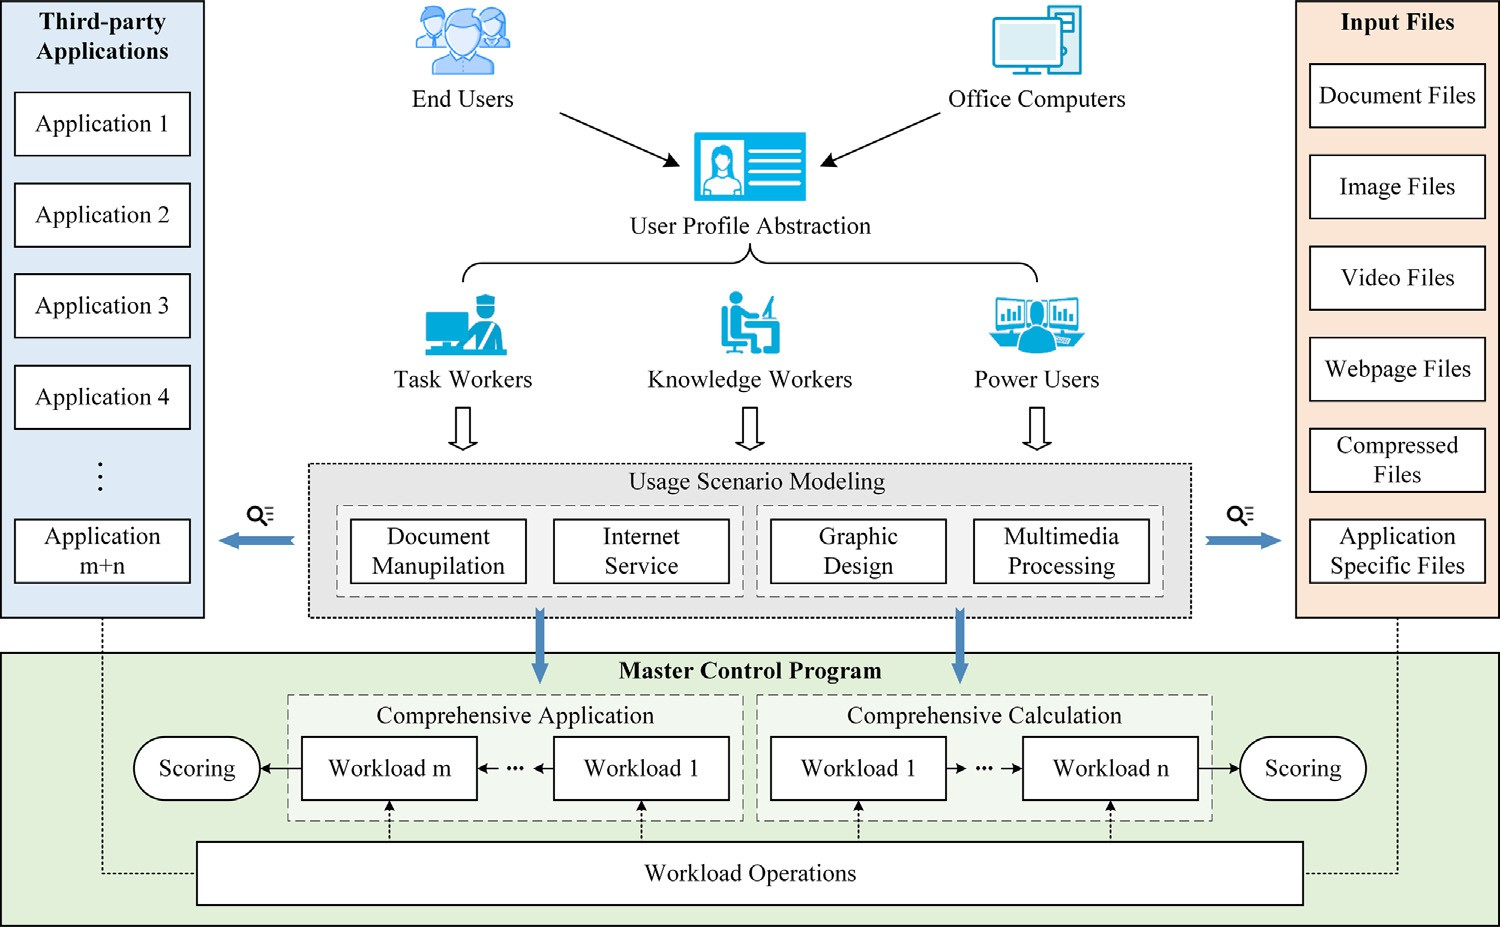 Third-party
Applications
Application 1
Application 2
Application 3
Application 4
⋮
Application
m+n
End Users
Office Computers
User Profile Abstraction
Task Workers
Knowledge Workers
Power Users
Usage Scenario Modeling
Document
Manupilation
Internet
Service
Graphic
Design
Multimedia
Processing
Input Files
Document Files
Image Files
Video Files
Webpage Files
Compressed
Files
Application
Specific Files
Master Control Program
Comprehensive Application
Comprehensive Calculation
Scoring
Workload m
···
Workload 1
Workload 1
···
Workload n
Scoring
Workload Operations